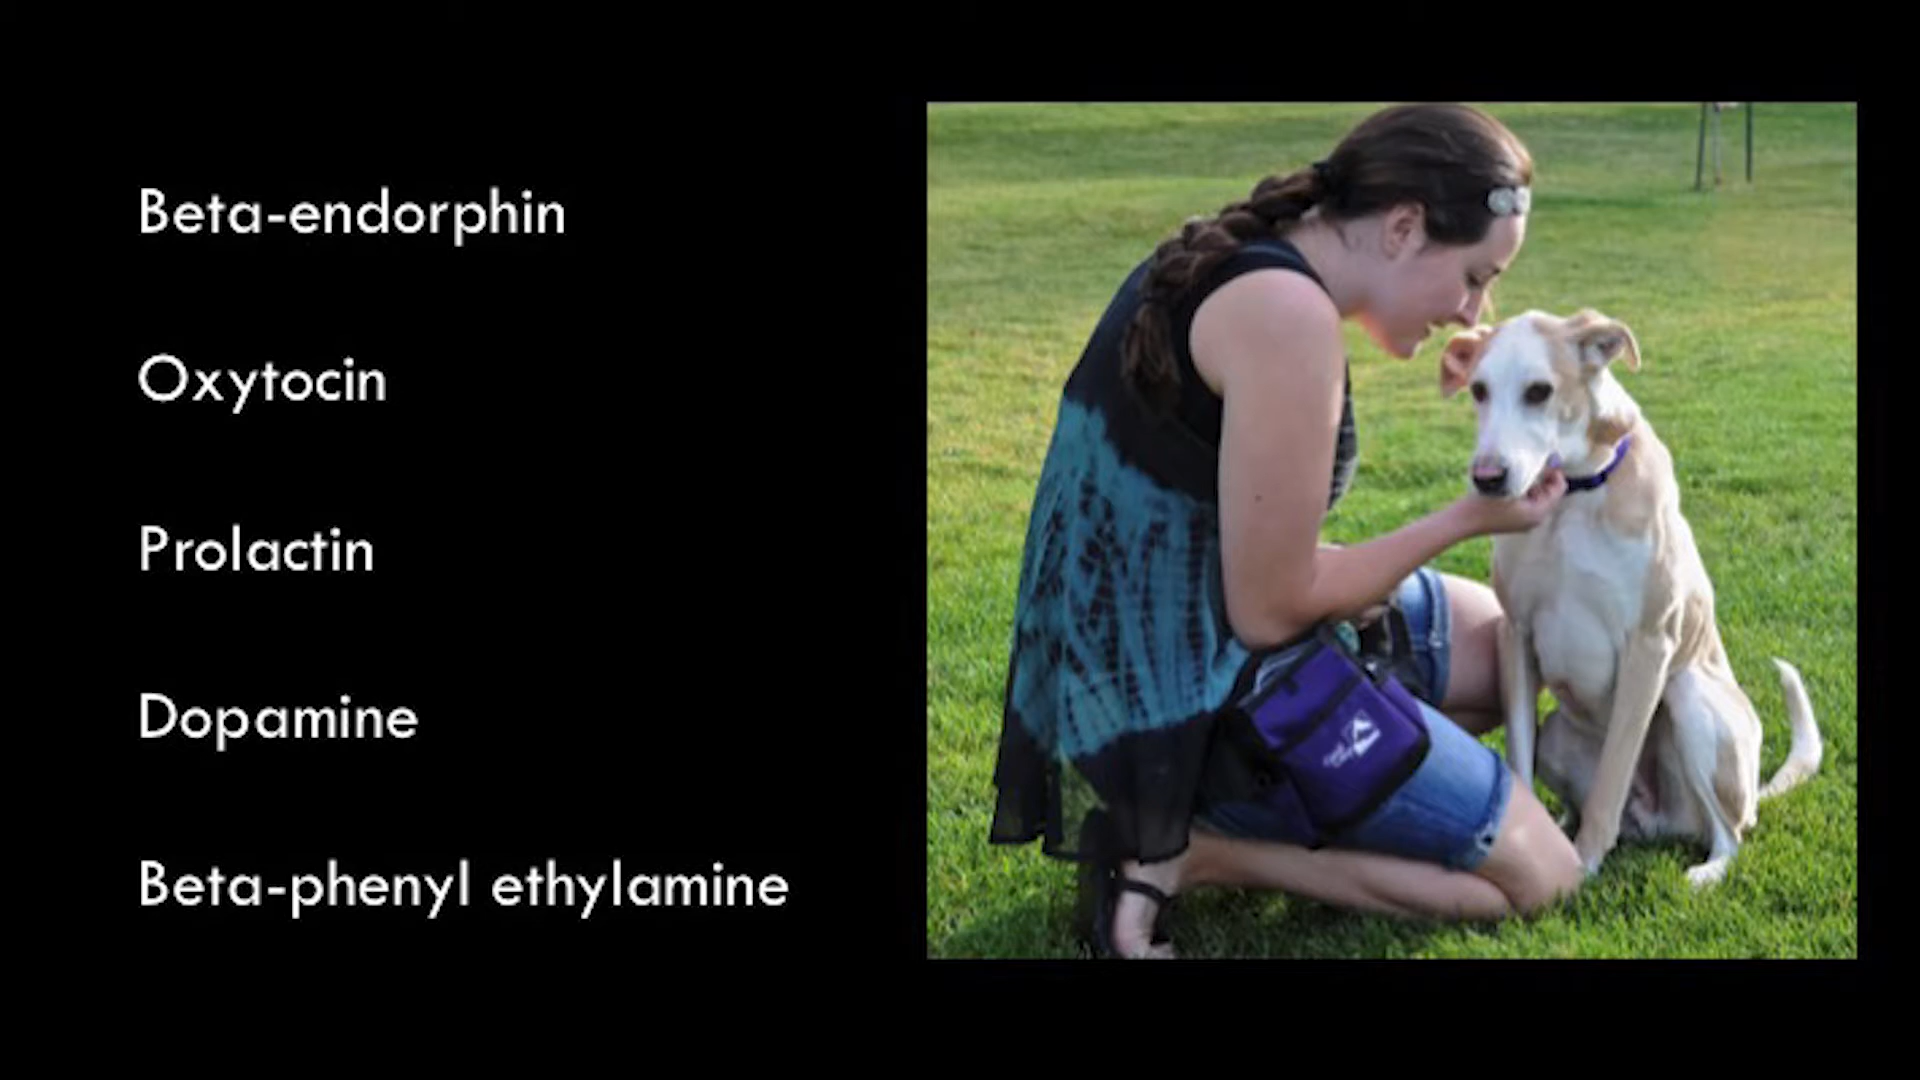 Beta-endorphin
Oxytocin
Prolactin
Dopamine
Beta-phenyl ethylamine